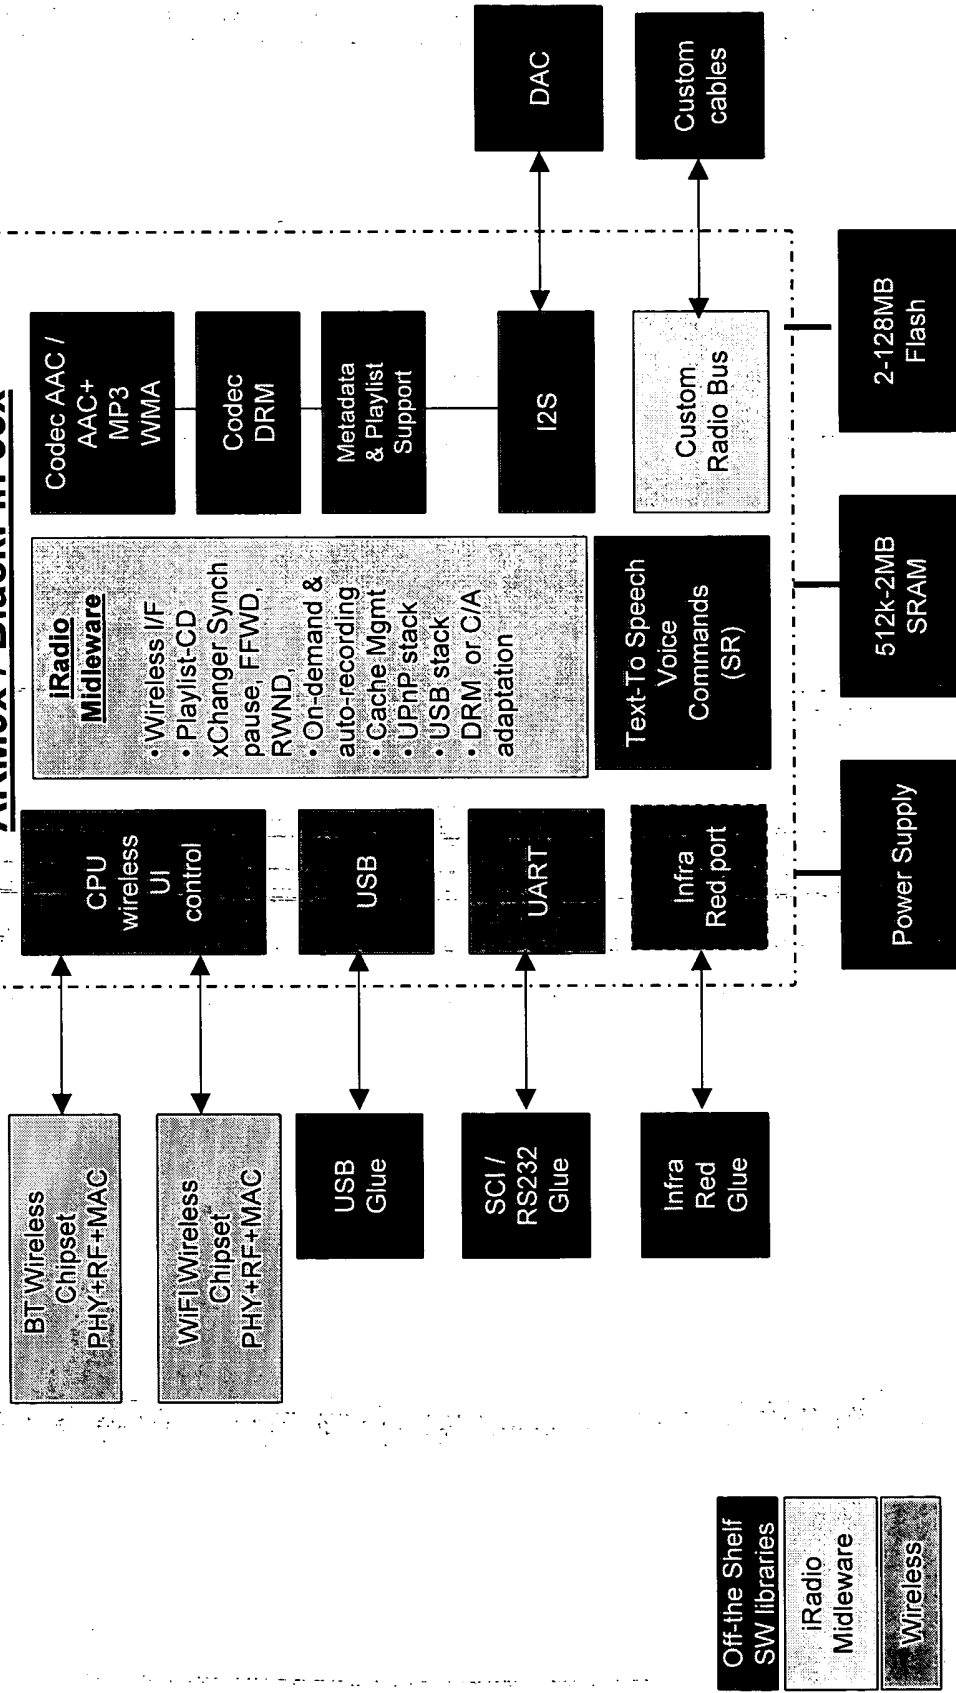 BT Wireless
Chipset
PHY+RF+MAC
WiFI Wireless
Chipset
PHY+RF+MAC
USB
Glue
SCI /
RS232
Glue
Infra
Red
Glue
CPU
wireless
UI
control
USB
UART
Infra
Red port
iRadio
Midleware
• Wireless I/F
• Playlist-CD
xChanger Synch
pause, FFWD,
RWND,
• On-demand &
auto-recording
• Cache Mgmt
• UPnP stack
• USB stack
• DRM or C/A
adaptation
Text-To Speech
Voice
Commands
(SR)
Codec AAC /
AAC+
MP3
WMA
Codec
DRM
Metadata
& Playlist
Support
I2S
Custom
Radio Bus
DAC
Custom
cables
Power Supply
512k-2MB
SRAM
2-128MB
Flash
Off-the Shelf
SW libraries
iRadio
Midleware
Wireless